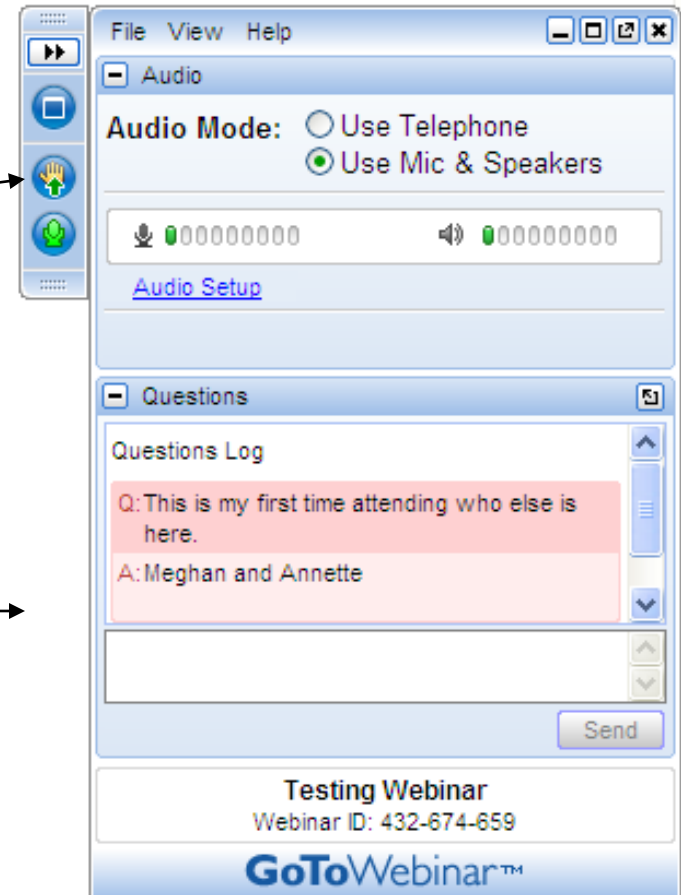 File View Help
Audio
Audio Mode: Use Telephone
Use Mic & Speakers
Audio Setup
Questions
Questions Log
Q: This is my first time attending who else is
here.
A: Meghan and Annette
Send
Testing Webinar
Webinar ID: 432-674-659
GoToWebinar™